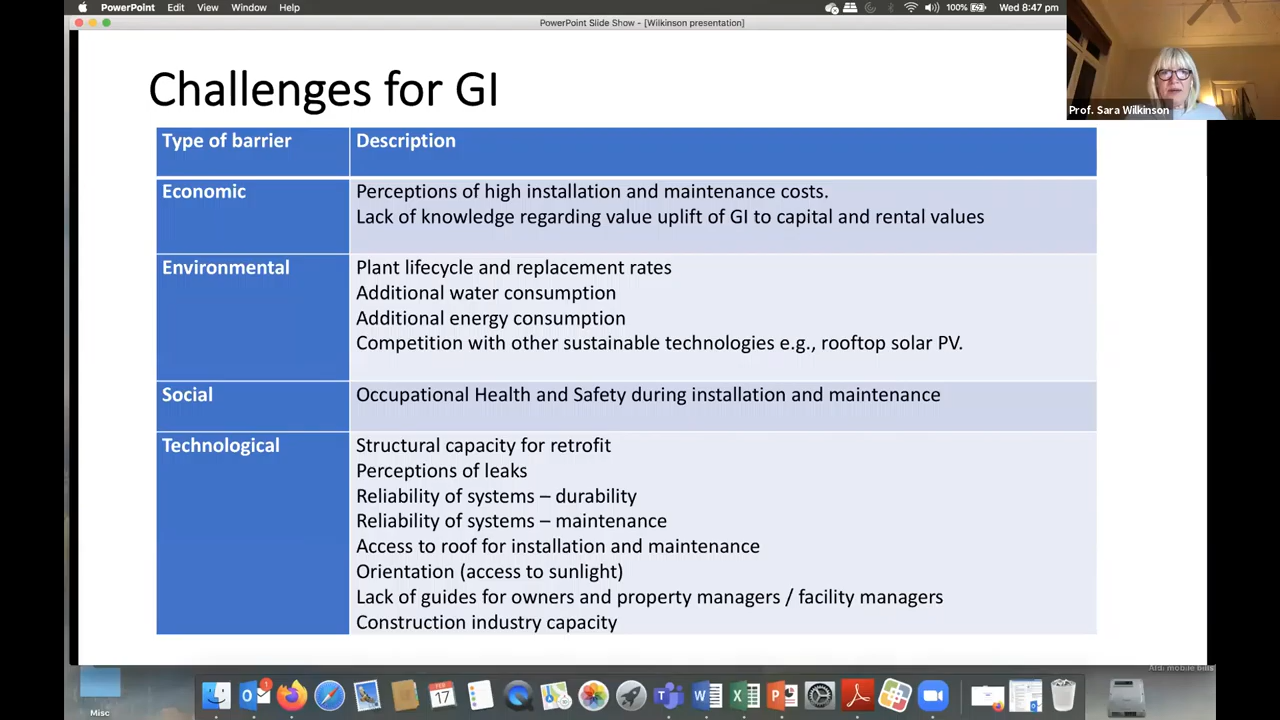 PowerPoint Edit View Window Help
100% Wed 8:47 pm
PowerPoint Slide Show - [Wilkinson presentation]
Prof. Sara Wilkinson
Challenges for GI
Type of barrier Description
Economic Perceptions of high installation and maintenance costs.
Lack of knowledge regarding value uplift of GI to capital and rental values
Environmental Plant lifecycle and replacement rates
Additional water consumption
Additional energy consumption
Competition with other sustainable technologies e.g., rooftop solar PV.
Social Occupational Health and Safety during installation and maintenance
Technological Structural capacity for retrofit
Perceptions of leaks
Reliability of systems – durability
Reliability of systems – maintenance
Access to roof for installation and maintenance
Orientation (access to sunlight)
Lack of guides for owners and property managers / facility managers
Construction industry capacity
Aldi mobile bills
FEB
17
1
Misc